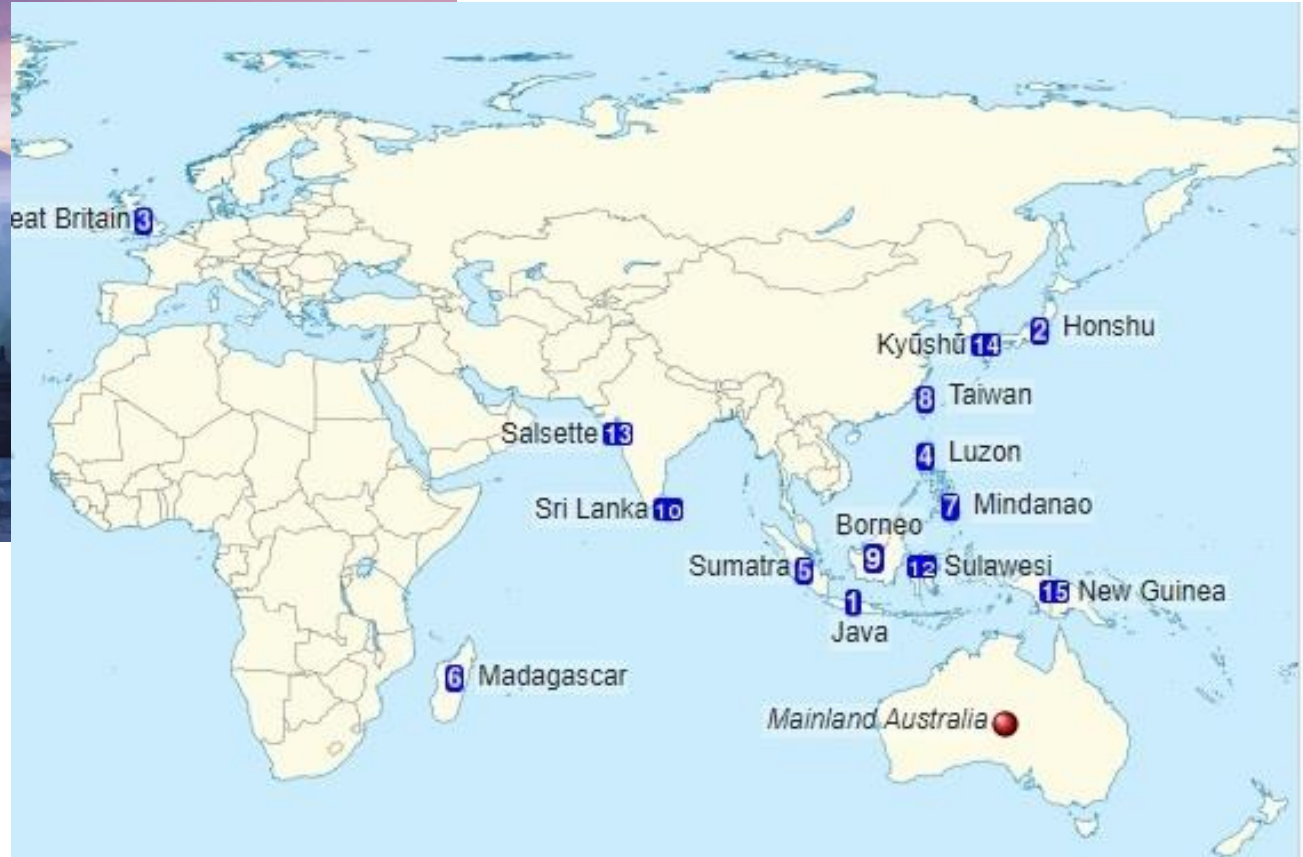 eat Britain 3
Kyūshū 14
2 Honshu
8 Taiwan
Salsette 13
4 Luzon
Sri Lanka 10
7 Mindanao
Borneo
9
Sumatra 5
12 Sulawesi
15 New Guinea
1
Java
6 Madagascar
Mainland Australia